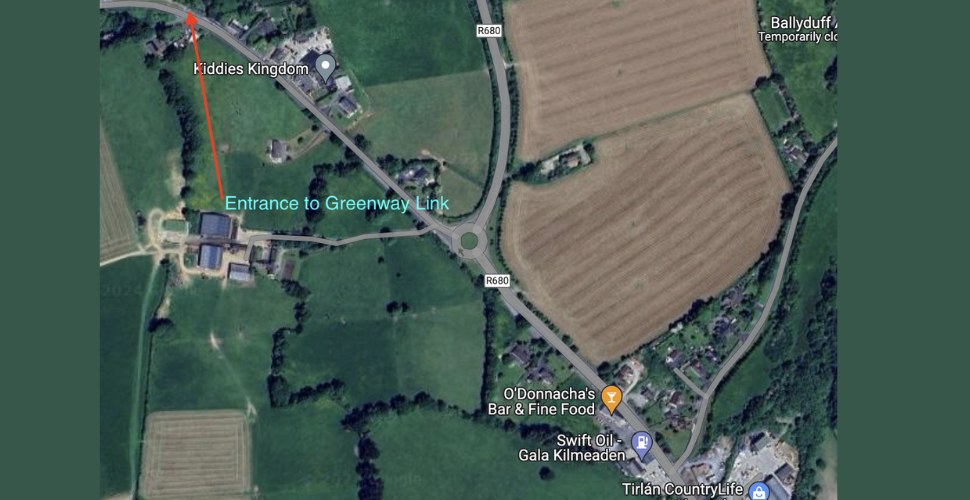 R680
Ballyduff
Temporarily clo
Kiddies Kingdom
Entrance to Greenway Link
R680
O'Donnacha's
Bar & Fine Food
Swift Oil -
Gala Kilmeaden
Tirlán CountryLife